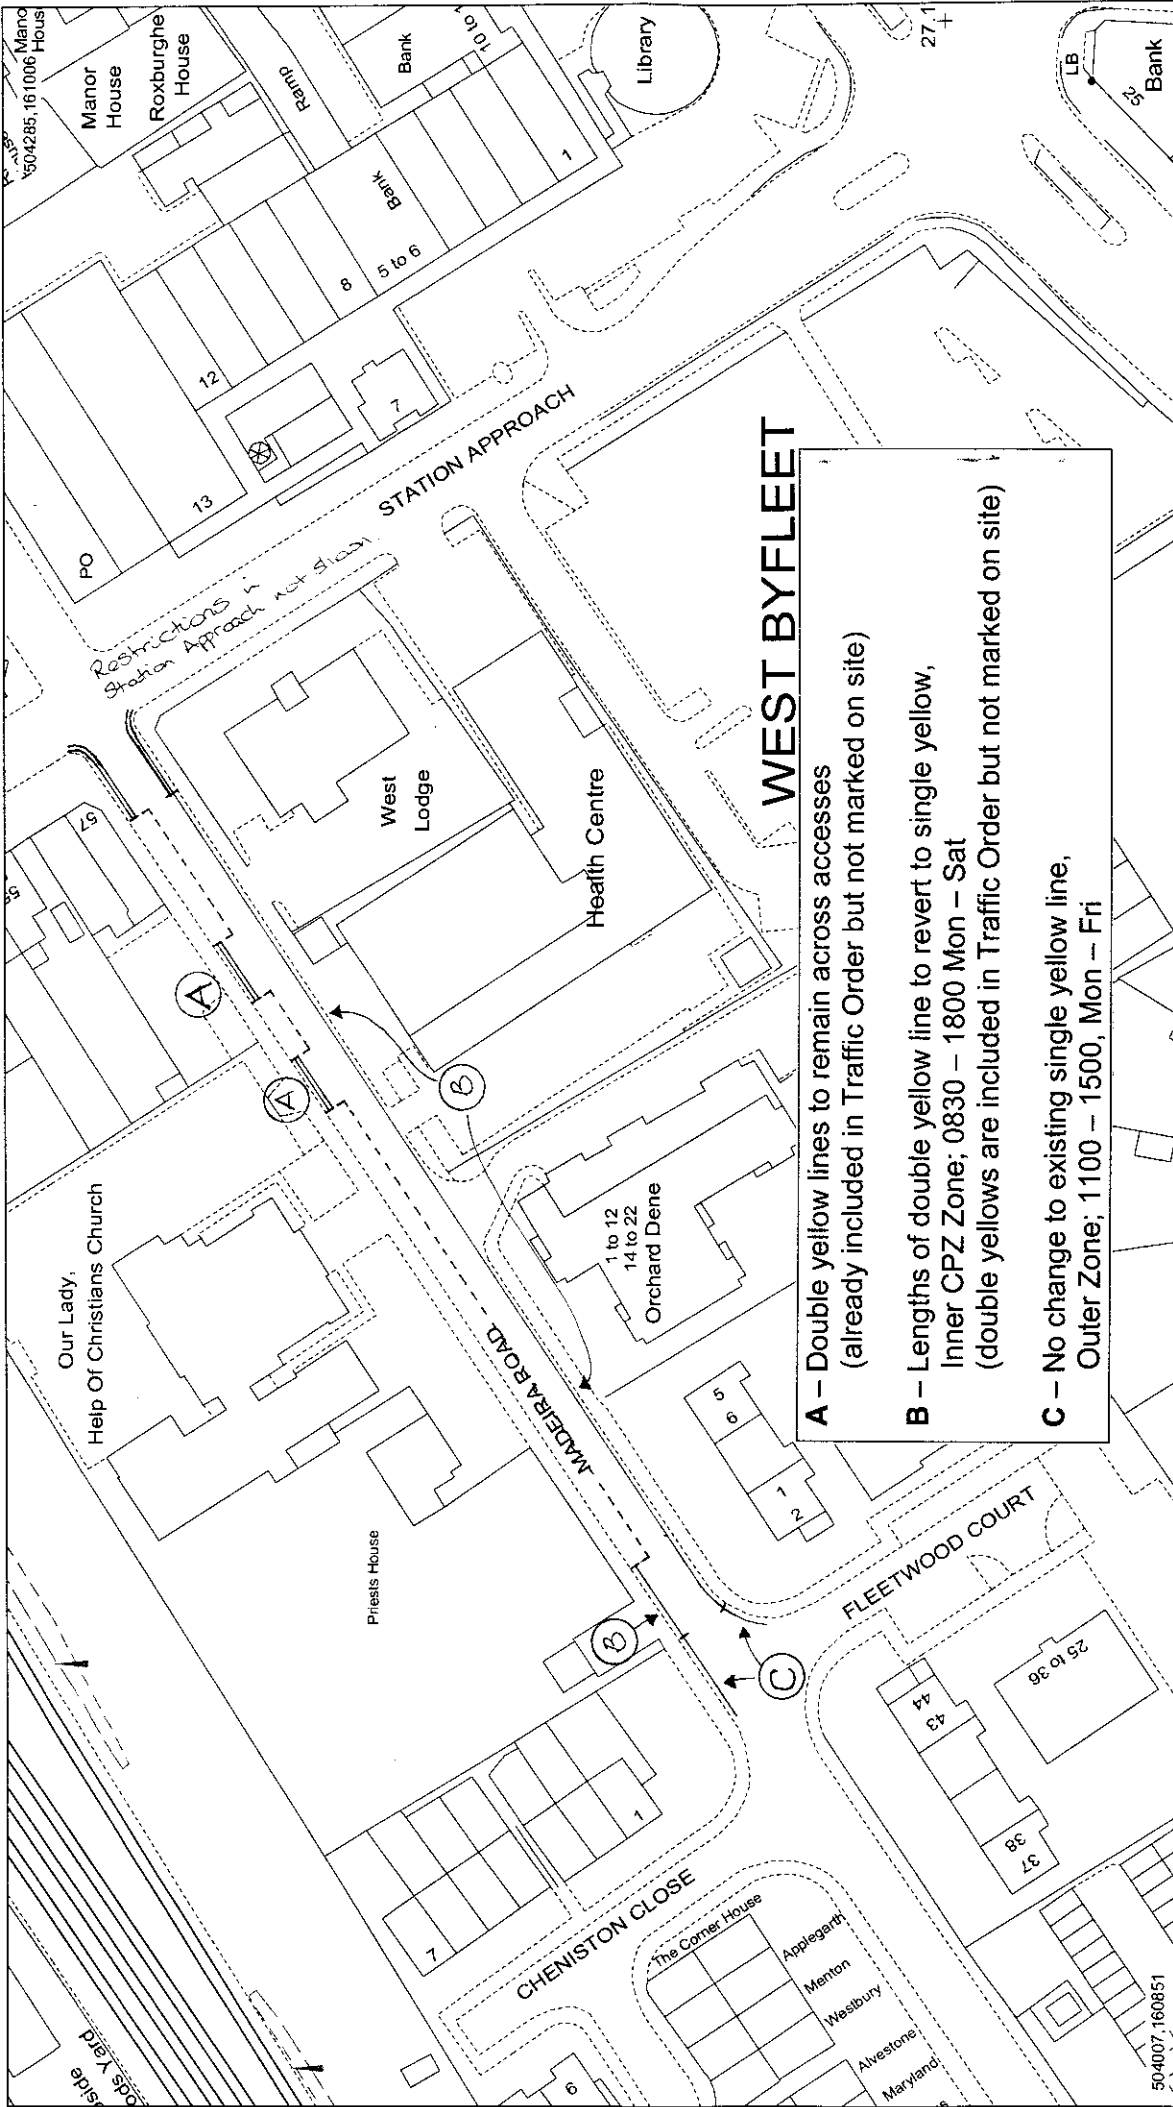 Manor
House
504285,161006
Manor
House
Roxburghe
House
Ramp
Bank
10 to
1
Library
27.1
LB
25
Bank
Bank
5 to 6
8
12
13
PO
7
STATION APPROACH
Restrictions in
Station Approach not shown.
57
West
Lodge
Health Centre
A
A
B
Our Lady,
Help Of Christians Church
1 to 12
14 to 22
Orchard Dene
MADEIRA ROAD
Priests House
5
6
1
2
B
C
FLEETWOOD COURT
25 to 36
44
43
38
37
1
7
CHENISTON CLOSE
The Corner House
Applegarth
Menton
Westbury
Alvestone
Maryland
6
504007,160851
WEST BYFLEET
A – Double yellow lines to remain across accesses
(already included in Traffic Order but not marked on site)
B – Lengths of double yellow line to revert to single yellow,
Inner CPZ Zone; 0830 – 1800 Mon – Sat
(double yellows are included in Traffic Order but not marked on site)
C – No change to existing single yellow line,
Outer Zone; 1100 – 1500, Mon – Fri